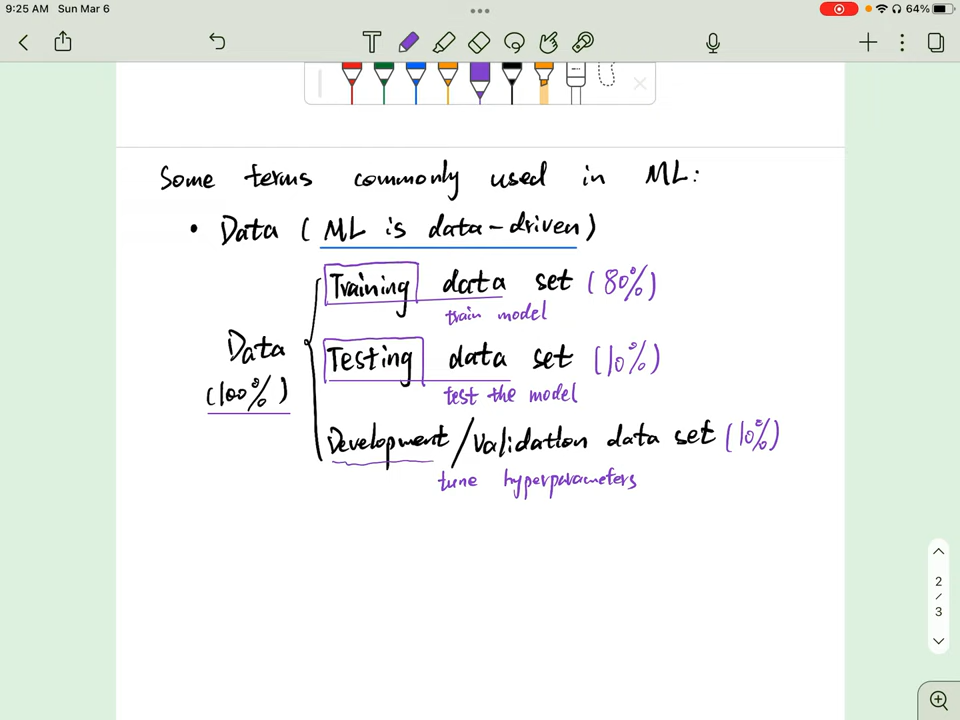 9:25 AM Sun Mar 6
64%
Some terms commonly used in ML:
• Data ( ML is data-driven)
Training data set (80%)
train model
Data
Testing data set (10%)
(100%)
test the model
Development/Validation data set (10%)
tune hyperparameters
2
/
3